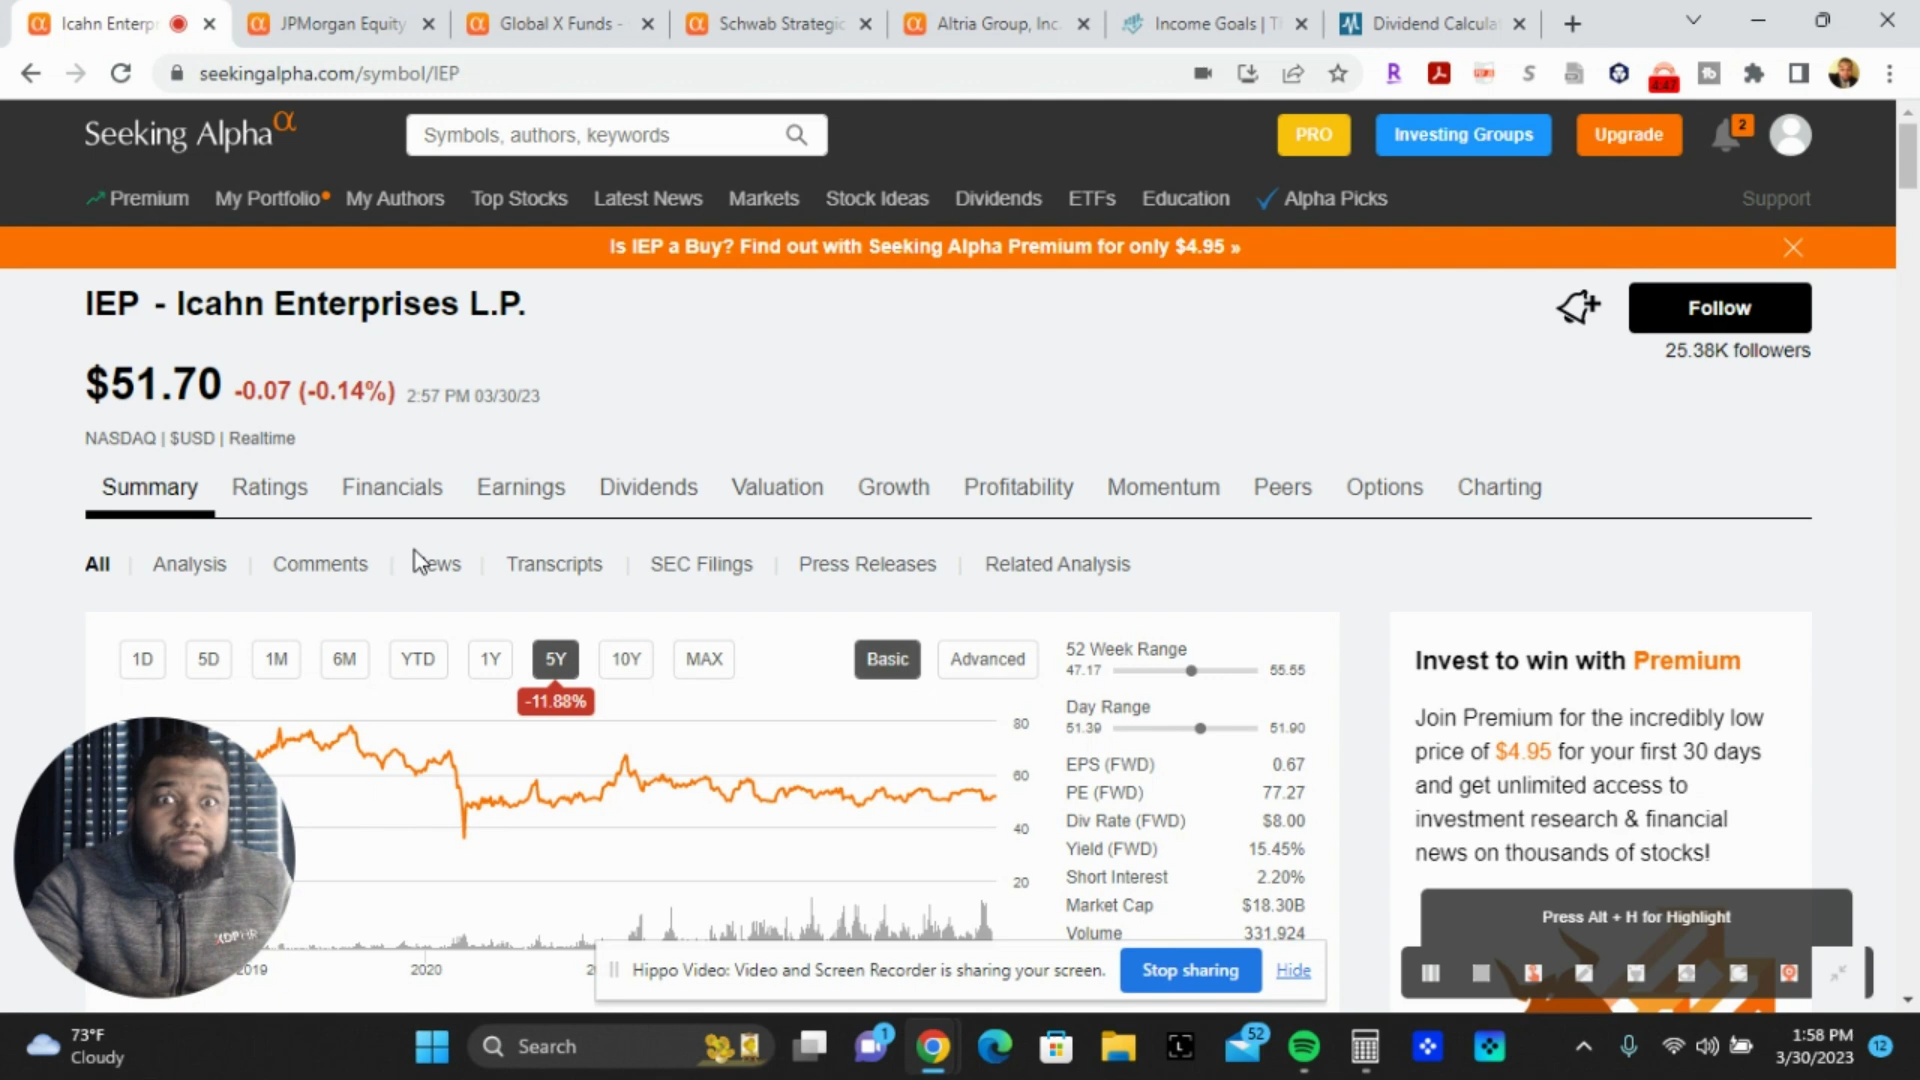 Icahn Enterp
JPMorgan Equity
Global X Funds -
Schwab Strategic
Altria Group, Inc.
Income Goals | Ti
Dividend Calcula
seekingalpha.com/symbol/IEP
4:47
Seeking Alpha α
Symbols, authors, keywords
PRO
Investing Groups
Upgrade
2
Premium
My Portfolio
My Authors
Top Stocks
Latest News
Markets
Stock Ideas
Dividends
ETFs
Education
Alpha Picks
Support
Is IEP a Buy? Find out with Seeking Alpha Premium for only $4.95 »
IEP - Icahn Enterprises L.P.
Follow
25.38K followers
$51.70 -0.07 (-0.14%) 2:57 PM 03/30/23
NASDAQ | $USD | Realtime
Summary
Ratings
Financials
Earnings
Dividends
Valuation
Growth
Profitability
Momentum
Peers
Options
Charting
All
Analysis
Comments
News
Transcripts
SEC Filings
Press Releases
Related Analysis
1D
5D
1M
6M
YTD
1Y
5Y
10Y
MAX
-11.88%
Basic
Advanced
80
60
40
20
2019
2020
52 Week Range
47.17 55.55
Day Range
51.39 51.90
EPS (FWD) 0.67
PE (FWD) 77.27
Div Rate (FWD) $8.00
Yield (FWD) 15.45%
Short Interest 2.20%
Market Cap $18.30B
Volume 331,924
Invest to win with Premium
Join Premium for the incredibly low
price of $4.95 for your first 30 days
and get unlimited access to
investment research & financial
news on thousands of stocks!
Press Alt + H for Highlight
Hippo Video: Video and Screen Recorder is sharing your screen.
Stop sharing
Hide
73°F
Cloudy
Search
1
52
1:58 PM
3/30/2023
12